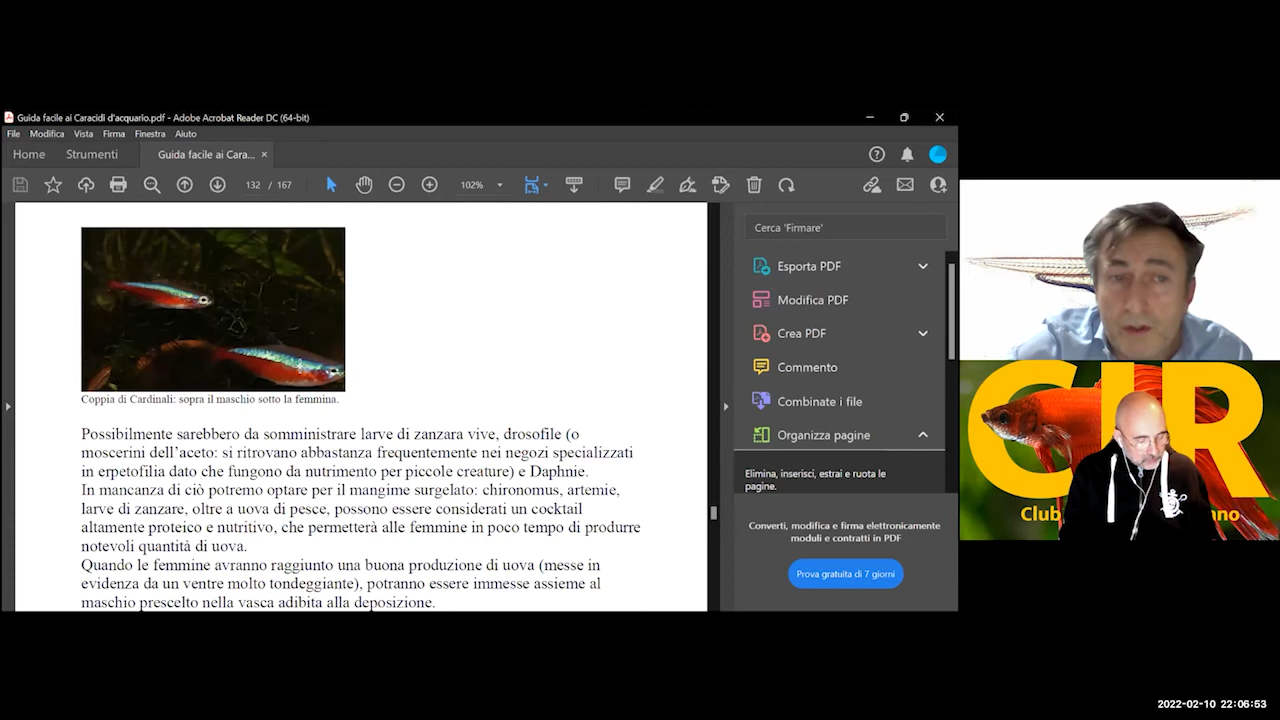 Guida facile ai Caracidi d'acquario.pdf - Adobe Acrobat Reader DC (64-bit)
File Modifica Vista Firma Finestra Aiuto
Home Strumenti Guida facile ai Cara... ×
132 / 167 102%
Coppia di Cardinali: sopra il maschio sotto la femmina.
Possibilmente sarebbero da somministrare larve di zanzara vive, drosofile (o
moscerini dell'aceto: si ritrovano abbastanza frequentemente nei negozi specializzati
in erpetofilia dato che fungono da nutrimento per piccole creature) e Daphnie.
In mancanza di ciò potremo optare per il mangime surgelato: chironomus, artemie,
larve di zanzare, oltre a uova di pesce, possono essere considerati un cocktail
altamente proteico e nutritivo, che permeterà alle femmine in poco tempo di produrre
notevoli quantità di uova.
Quando le femmine avranno raggiunto una buona produzione di uova (messe in
evidenza da un ventre molto tondeggiante), potranno essere immesse assieme al
maschio prescelto nella vasca adibita alla deposizione.
Cerca 'Firmare'
Esporta PDF
Modifica PDF
Crea PDF
Commento
Combinate i file
Organizza pagine
Elimina, inserisci, estrai e ruota le
pagine.
Converti, modifica e firma elettronicamente
moduli e contratti in PDF
Prova gratuita di 7 giorni
CIR
Club
2022-02-10 22:06:53